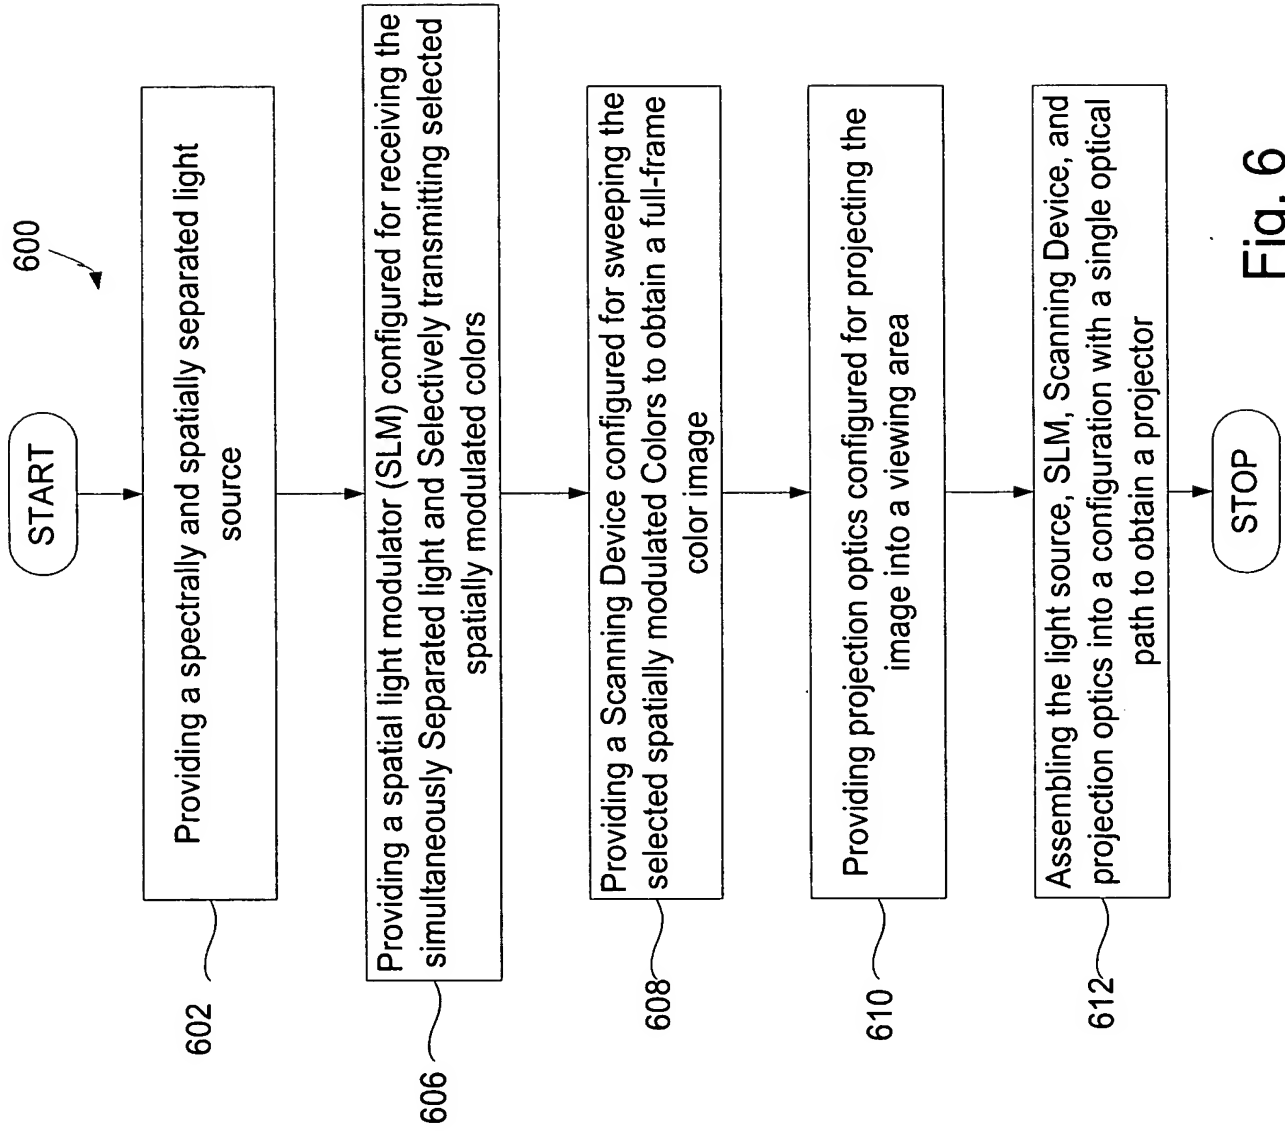 600
START
Providing a spectrally and spatially separated light
source
602
Providing a spatial light modulator (SLM) configured for receiving the
simultaneously Separated light and Selectively transmitting selected
spatially modulated colors
606
Providing a Scanning Device configured for sweeping the
selected spatially modulated Colors to obtain a full-frame
color image
608
Providing projection optics configured for projecting the
image into a viewing area
610
Assembling the light source, SLM, Scanning Device, and
projection optics into a configuration with a single optical
path to obtain a projector
612
STOP
Fig. 6